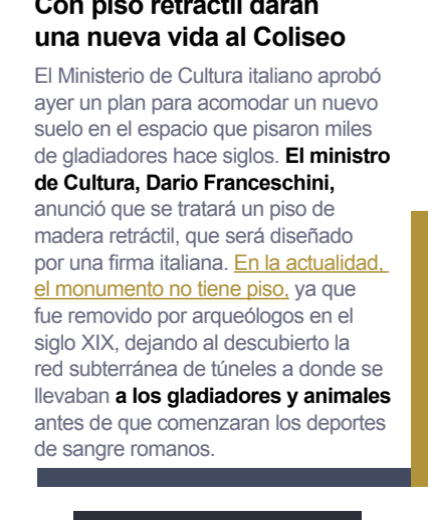 Con piso retráctil darán
una nueva vida al Coliseo
El Ministerio de Cultura italiano aprobó
ayer un plan para acomodar un nuevo
suelo en el espacio que pisaron miles
de gladiadores hace siglos. El ministro
de Cultura, Dario Franceschini,
anunció que se tratará un piso de
madera retráctil, que será diseñado
por una firma italiana. En la actualidad,
el monumento no tiene piso, ya que
fue removido por arqueólogos en el
siglo XIX, dejando al descubierto la
red subterránea de túneles a donde se
llevaban a los gladiadores y animales
antes de que comenzaran los deportes
de sangre romanos.